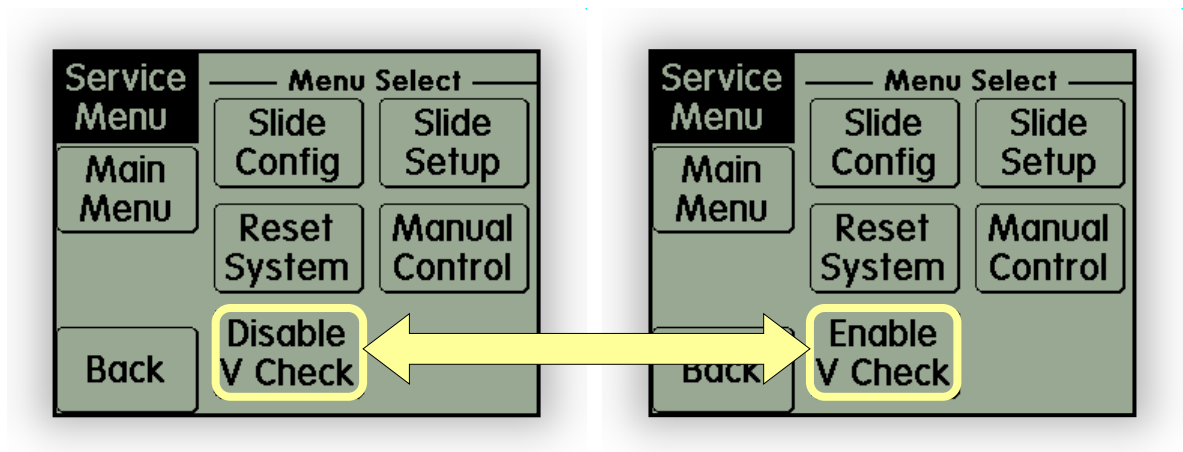 Service
Menu
Menu Select
Slide
Config
Slide
Setup
Main
Menu
Reset
System
Manual
Control
Back
Disable
V Check
Service
Menu
Menu Select
Slide
Config
Slide
Setup
Main
Menu
Reset
System
Manual
Control
Back
Enable
V Check